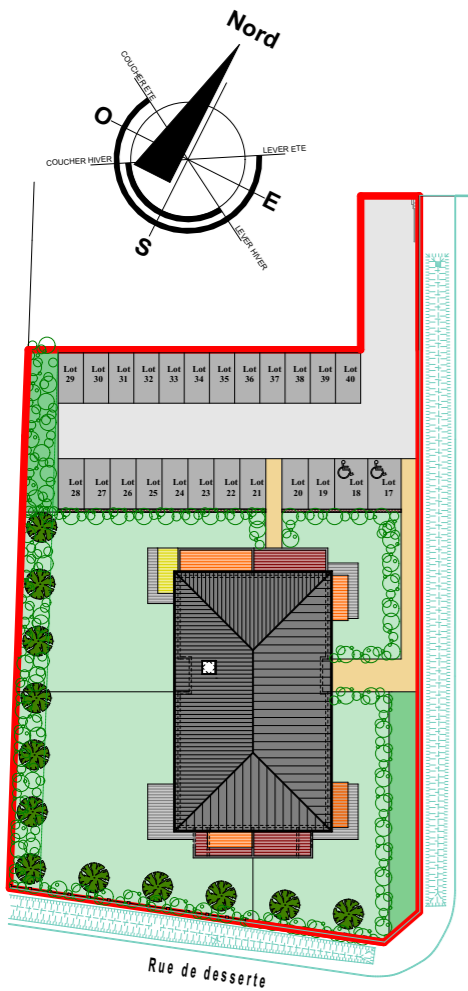 Nord
COUCHER ETE
O
COUCHER HIVER
LEVER ETE
E
LEVER HIVER
S
Lot 29
Lot 30
Lot 31
Lot 32
Lot 33
Lot 34
Lot 35
Lot 36
Lot 37
Lot 38
Lot 39
Lot 40
Lot 28
Lot 27
Lot 26
Lot 25
Lot 24
Lot 23
Lot 22
Lot 21
Lot 20
Lot 19
Lot 18
Lot 17
Rue de desserte